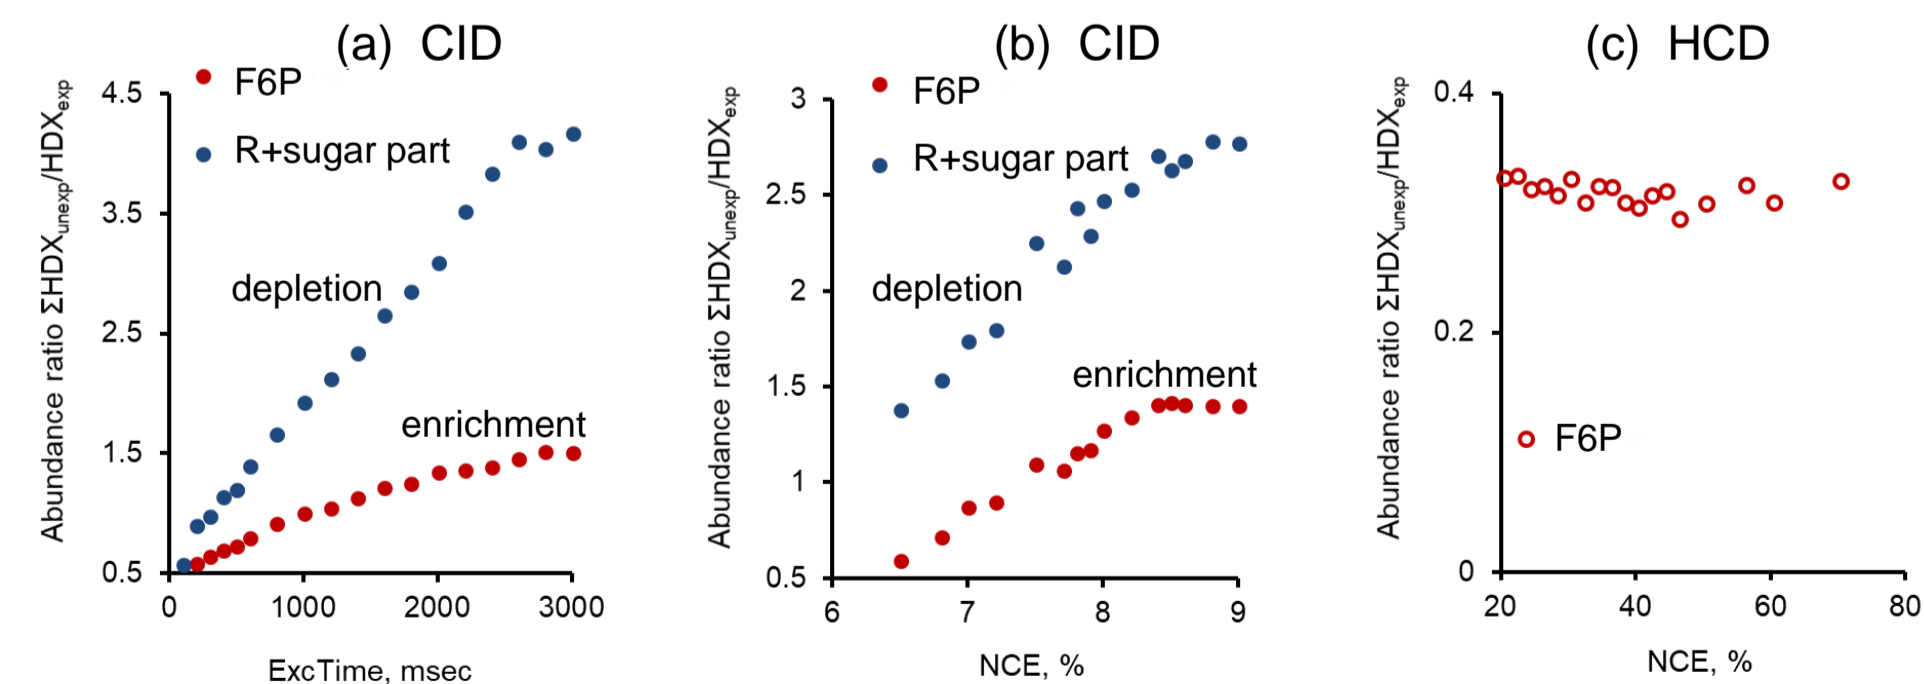 (a) CID
F6P
R+sugar part
depletion
enrichment
4.5
3.5
2.5
1.5
0.5
0 1000 2000 3000
ExcTime, msec
Abundance ratio ΣHDXunexp/HDXexp
(b) CID
F6P
R+sugar part
depletion
enrichment
3
2.5
2
1.5
1
0.5
6 7 8 9
NCE, %
Abundance ratio ΣHDXunexp/HDXexp
(c) HCD
0.4
0.2
0
F6P
20 40 60 80
NCE, %
Abundance ratio ΣHDXunexp/HDXexp